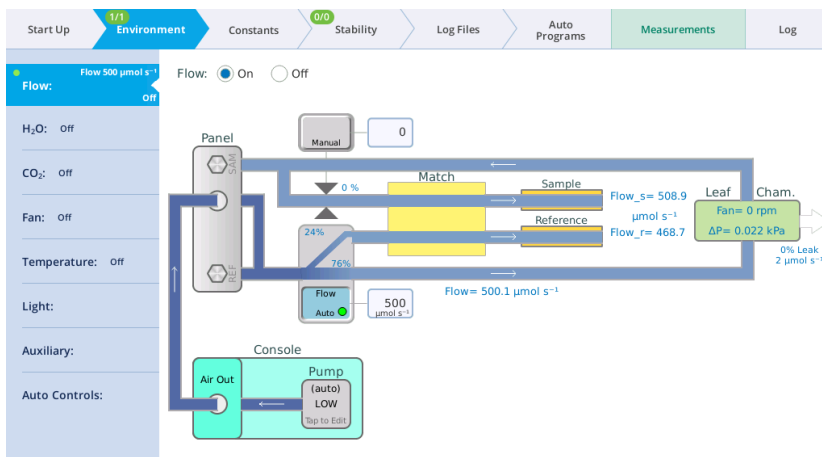 1/1
0/0
Start Up
Environment
Constants
Stability
Log Files
Auto
Programs
Measurements
Log
Flow 500 µmol s⁻¹
Flow:
Off
H₂O: Off
CO₂: Off
Fan: Off
Temperature: Off
Light:
Auxiliary:
Auto Controls:
Flow: On Off
Panel
SAM
REF
Manual
0
0 %
Match
Sample
Reference
Flow_s= 508.9
µmol s⁻¹
Flow_r= 468.7
Leaf Cham.
Fan= 0 rpm
ΔP= 0.022 kPa
0% Leak
2 µmol s⁻¹
24%
76%
Flow
Auto
500
µmol s⁻¹
Flow= 500.1 µmol s⁻¹
Console
Air Out
Pump
(auto)
LOW
Tap to Edit